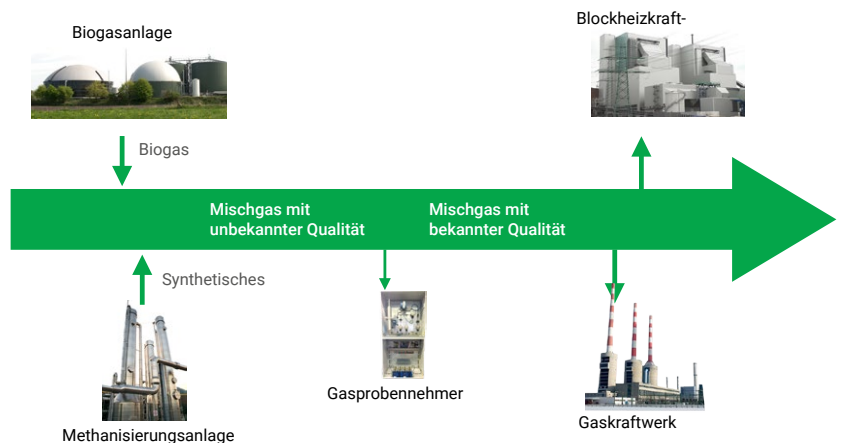 Biogasanlage
Blockheizkraft-
Biogas
Mischgas mit
unbekannter Qualität
Mischgas mit
bekannter Qualität
Synthetisches
Gasprobennehmer
Gaskraftwerk
Methanisierungsanlage